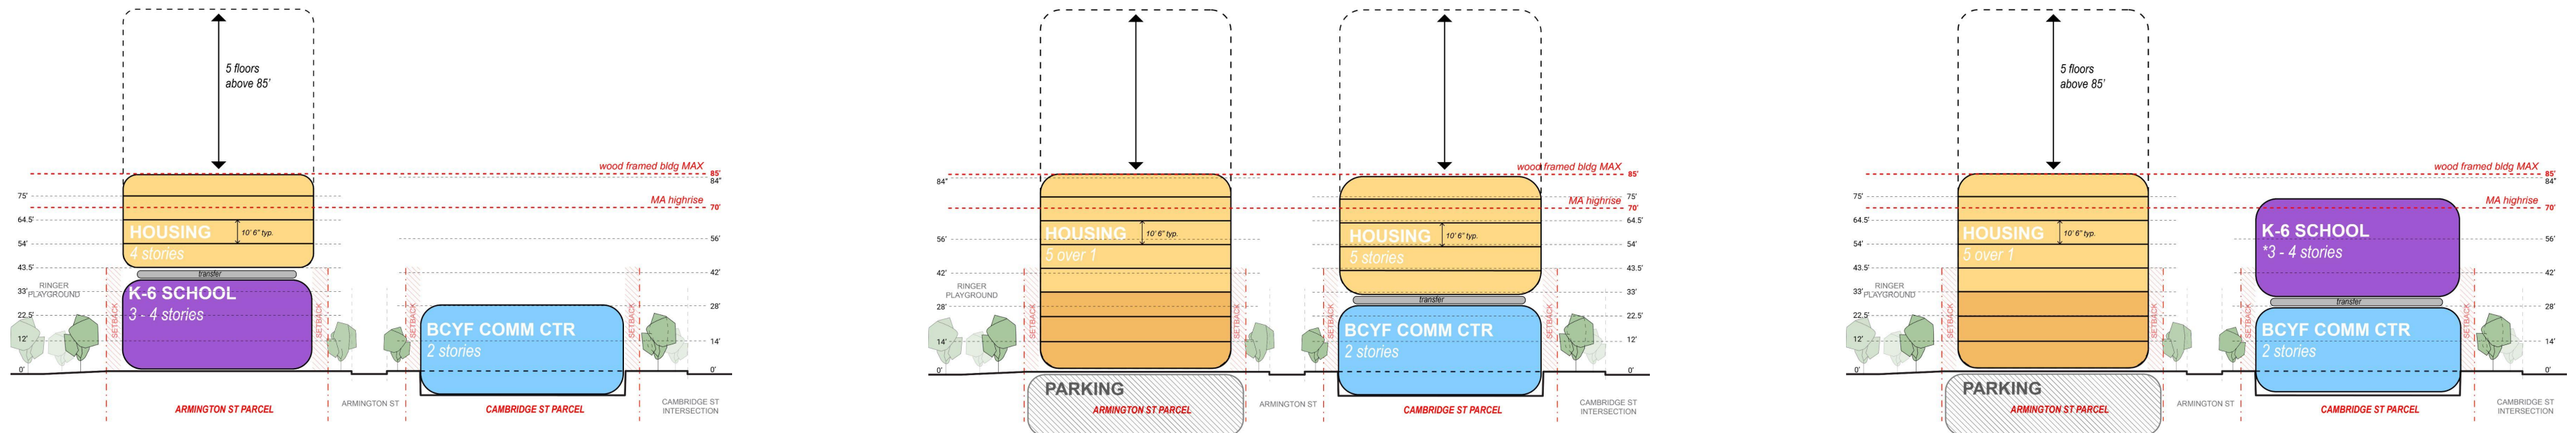 5 floors
above 85'
wood framed bldg MAX
85'
84"
75'
MA highrise
70'
64.5'
HOUSING
4 stories
10' 6" typ.
56'
54'
43.5'
transfer
42'
RINGER
PLAYGROUND
33'
K-6 SCHOOL
3 - 4 stories
28'
22.5'
SETBACK
SETBACK
SETBACK
SETBACK
BCYF COMM CTR
2 stories
12'
14'
0'
0'
ARMINGTON ST PARCEL
ARMINGTON ST
CAMBRIDGE ST PARCEL
CAMBRIDGE ST
INTERSECTION
wood framed bldg MAX
85'
84"
75'
MA highrise
70'
64.5'
HOUSING
5 over 1
10' 6" typ.
HOUSING
5 stories
10' 6" typ.
56'
54'
42'
43.5'
RINGER
PLAYGROUND
33'
transfer
28'
22.5'
SETBACK
SETBACK
SETBACK
SETBACK
BCYF COMM CTR
2 stories
14'
12'
0'
0'
PARKING
ARMINGTON ST PARCEL
ARMINGTON ST
CAMBRIDGE ST PARCEL
CAMBRIDGE ST
INTERSECTION
5 floors
above 85'
wood framed bldg MAX
85'
84"
75'
MA highrise
70'
64.5'
HOUSING
5 over 1
10' 6" typ.
K-6 SCHOOL
*3 - 4 stories
56'
54'
43.5'
42'
RINGER
PLAYGROUND
33'
transfer
28'
22.5'
SETBACK
SETBACK
SETBACK
SETBACK
BCYF COMM CTR
2 stories
12'
14'
0'
0'
PARKING
ARMINGTON ST PARCEL
ARMINGTON ST
CAMBRIDGE ST PARCEL
CAMBRIDGE ST
INTERSECTION